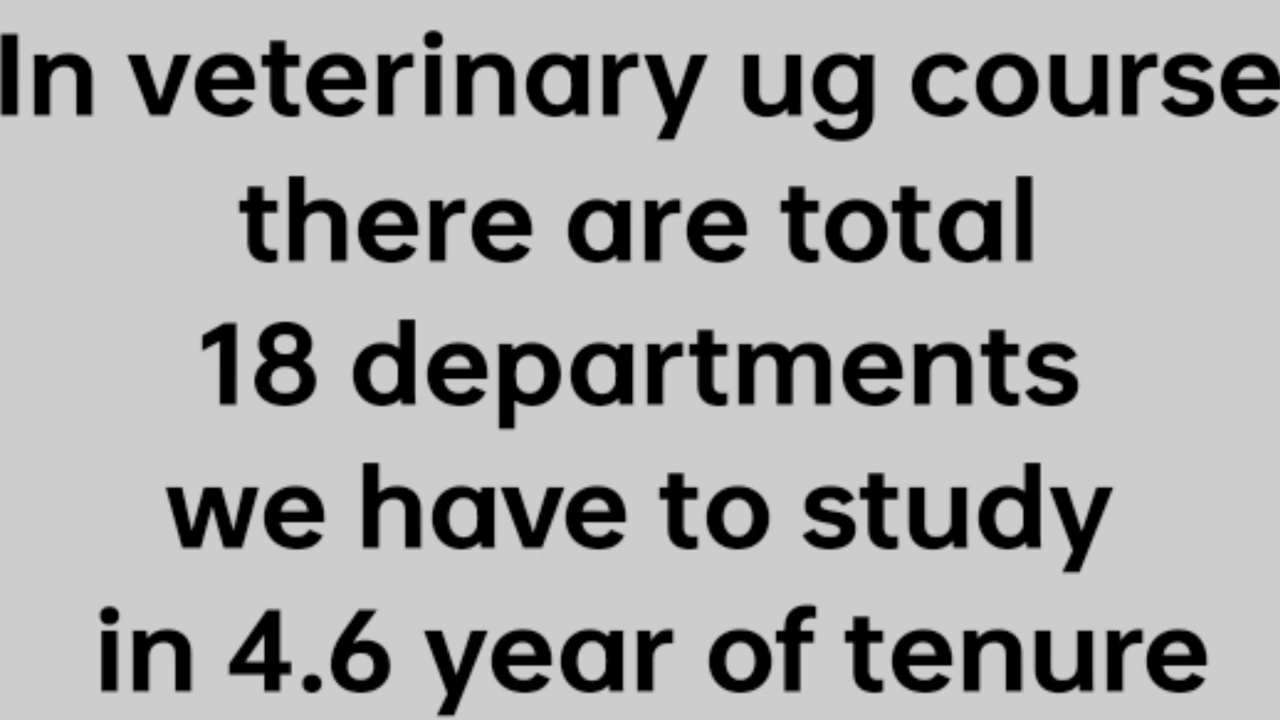 In veterinary ug course
there are total
18 departments
we have to study
in 4.6 year of tenure